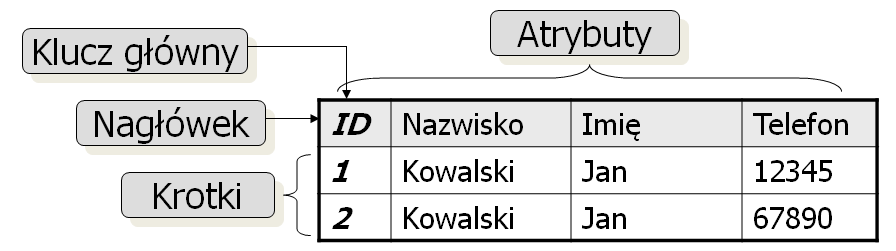 Atrybuty
Klucz główny
Nagłówek
ID Nazwisko Imię Telefon
1 Kowalski Jan 12345
Krotki
2 Kowalski Jan 67890